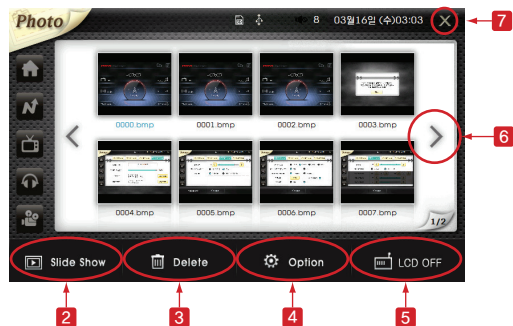 Photo
8 03월16일 (수)03:03
7
0000.bmp 0001.bmp 0002.bmp 0003.bmp
6
0004.bmp 0005.bmp 0006.bmp 0007.bmp
1/2
Slide Show Delete Option LCD OFF
2 3 4 5